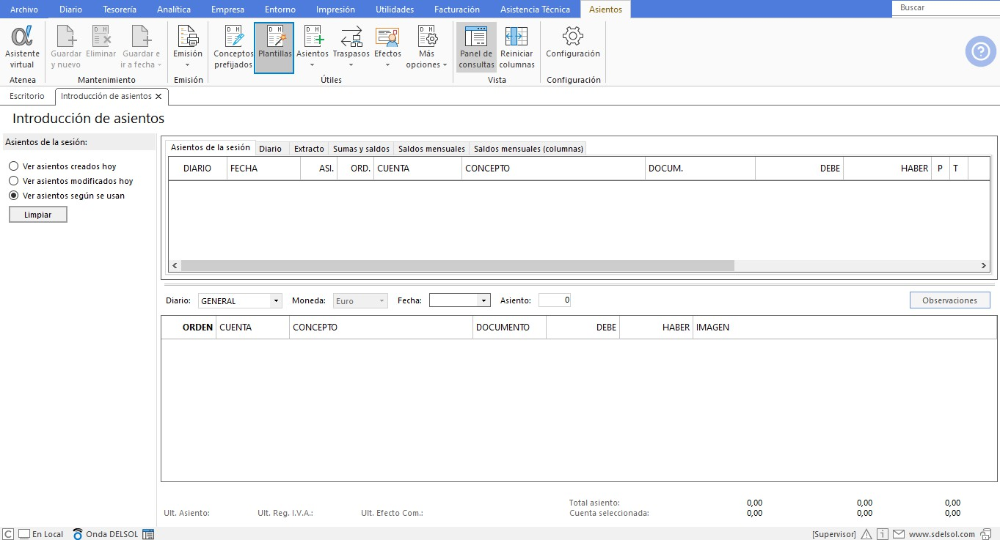 Archivo Diario Tesorería Analítica Empresa Entorno Impresión Utilidades Facturación Asistencia Técnica Asientos Buscar
Asistente virtual
Guardar y nuevo
Eliminar
Guardar e ir a fecha
Emisión
Conceptos prefijados
D H
Plantillas
D H
Asientos
D H
Traspasos
Efectos
Más opciones
D H
Panel de consultas
Reiniciar columnas
Configuración
?
Atenea Mantenimiento Emisión Útiles Vista Configuración
Escritorio Introducción de asientos
Introducción de asientos
Asientos de la sesión:
Ver asientos creados hoy
Ver asientos modificados hoy
Ver asientos según se usan
Limpiar
Asientos de la sesión Diario Extracto Sumas y saldos Saldos mensuales Saldos mensuales (columnas)
DIARIO FECHA ASI. ORD. CUENTA CONCEPTO DOCUM. DEBE HABER P T
Diario: GENERAL Moneda: Euro Fecha: Asiento: 0 Observaciones
ORDEN CUENTA CONCEPTO DOCUMENTO DEBE HABER IMAGEN
Total asiento: 0,00 0,00 0,00
Ult. Asiento: Ult. Reg. I.V.A.: Ult. Efecto Com.: Cuenta seleccionada: 0,00 0,00 0,00
C En Local Onda DELSOL [Supervisor] www.sdelsol.com